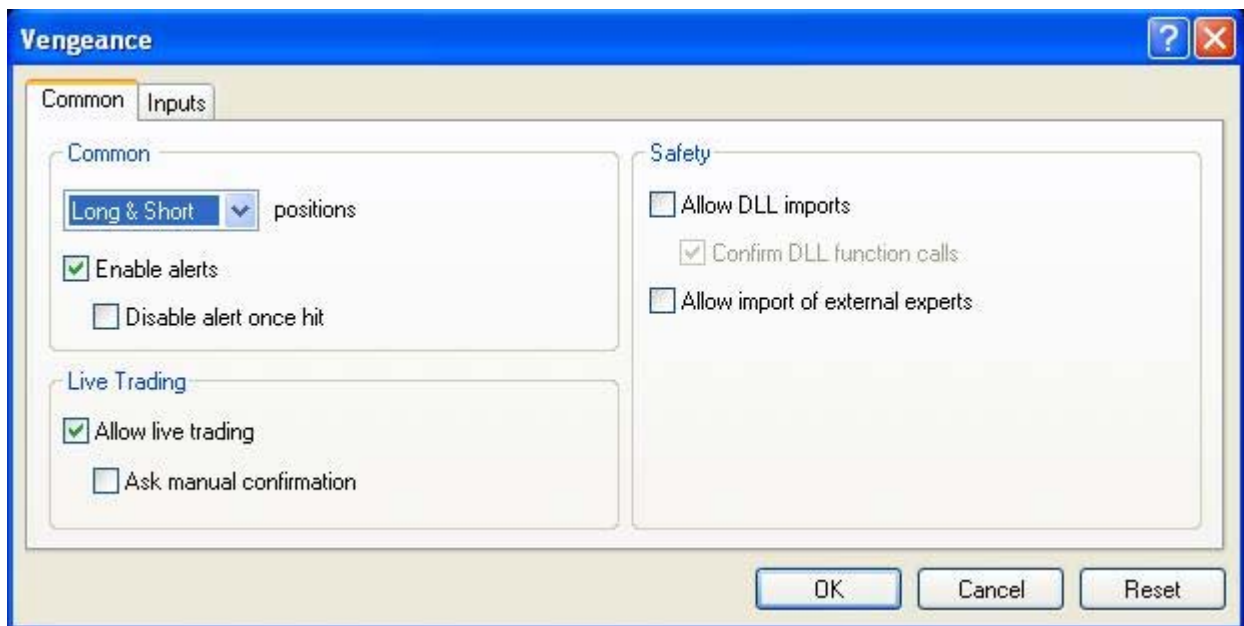 Vengeance
Common Inputs
Common
Long & Short positions
Enable alerts
Disable alert once hit
Live Trading
Allow live trading
Ask manual confirmation
Safety
Allow DLL imports
Confirm DLL function calls
Allow import of external experts
OK Cancel Reset